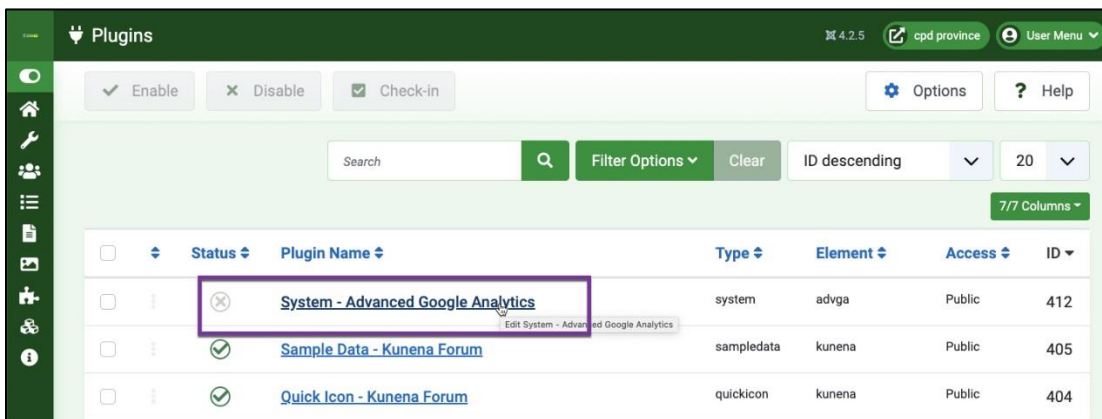 Plugins
4.2.5
cpd province
User Menu
Enable
Disable
Check-in
Options
Help
Search
Filter Options
Clear
ID descending
20
7/7 Columns
Status
Plugin Name
Type
Element
Access
ID
System - Advanced Google Analytics
system
advga
Public
412
Edit System - Advanced Google Analytics
Sample Data - Kunena Forum
sampledata
kunena
Public
405
Quick Icon - Kunena Forum
quickicon
kunena
Public
404